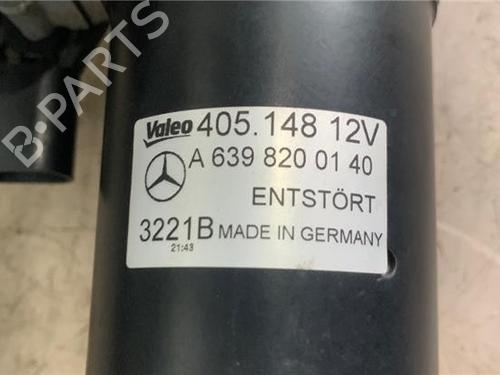 B-PARTS
Valeo 405.148 12V
A 639 820 01 40
ENTSTÖRT
3221B MADE IN GERMANY
21:43